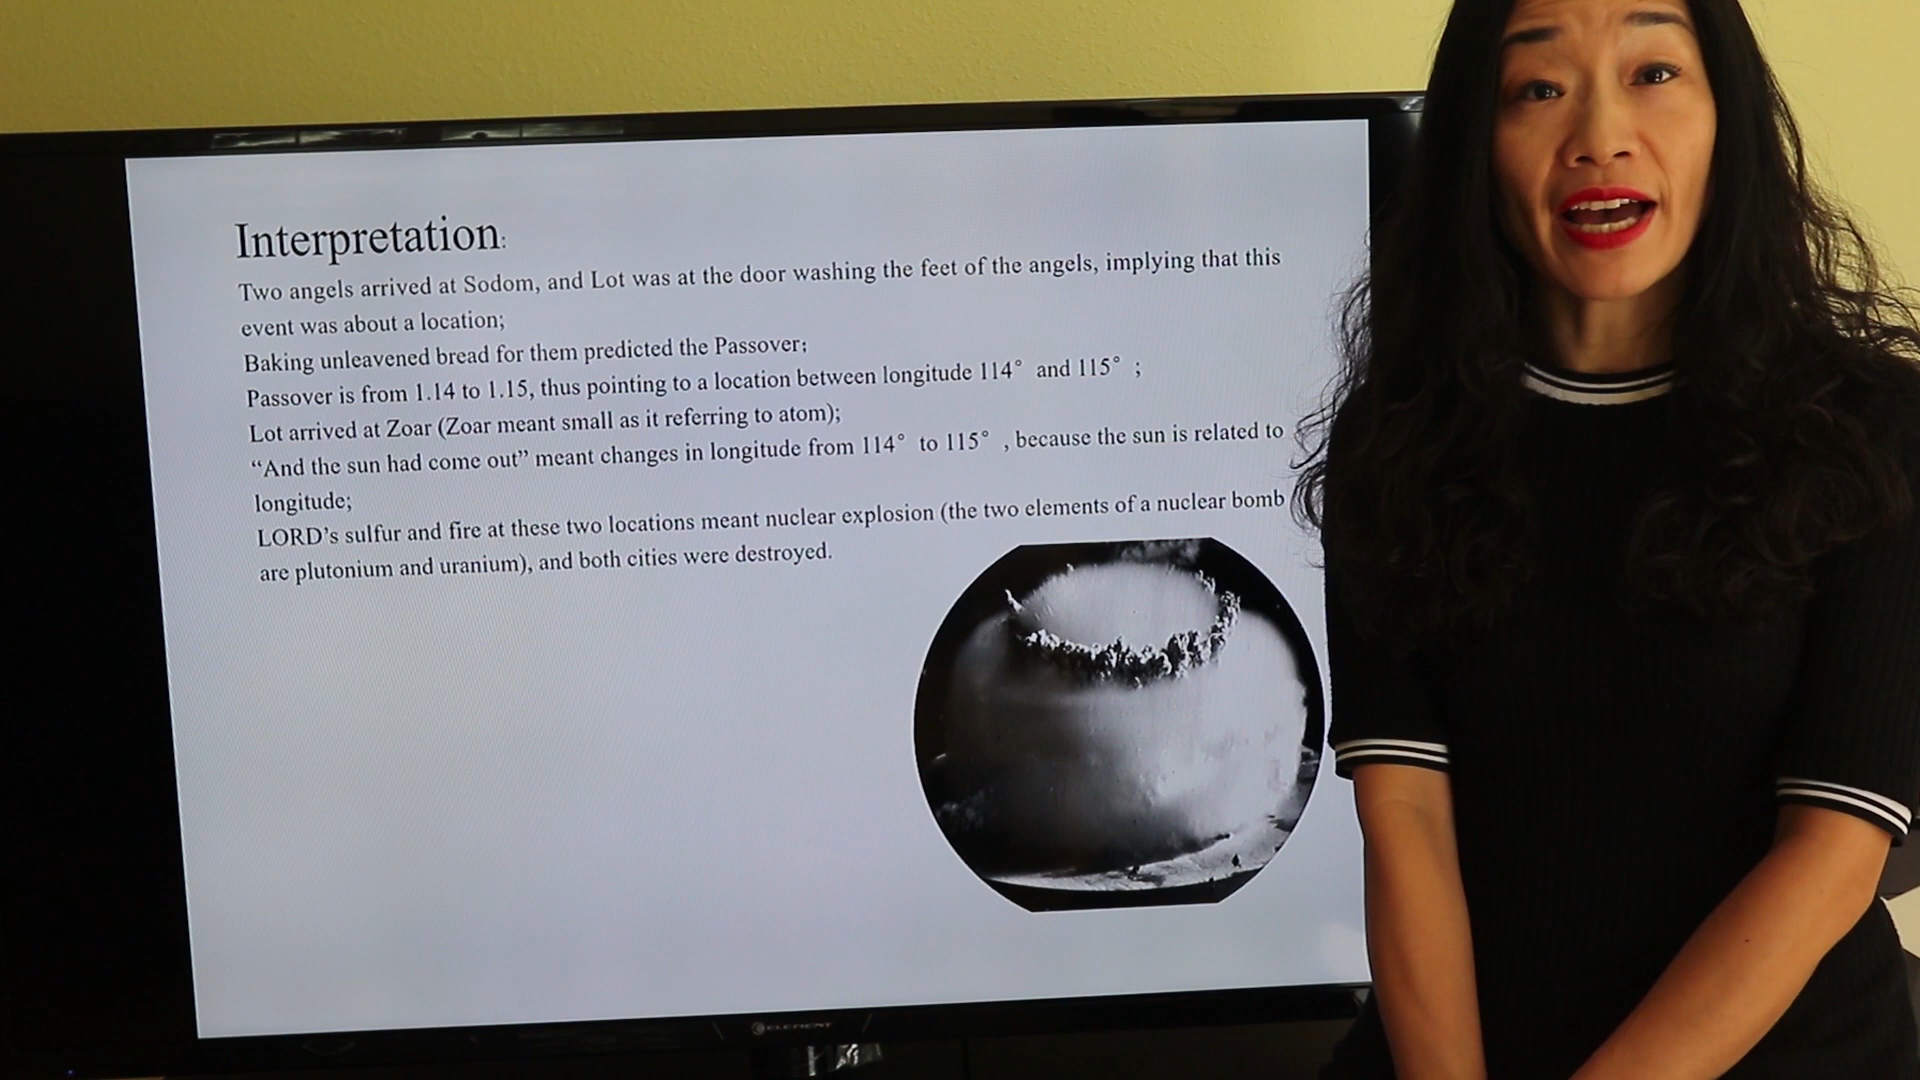 Interpretation:
Two angels arrived at Sodom, and Lot was at the door washing the feet of the angels, implying that this
event was about a location;
Baking unleavened bread for them predicted the Passover;
Passover is from 1.14 to 1.15, thus pointing to a location between longitude 114° and 115° ;
Lot arrived at Zoar (Zoar meant small as it referring to atom);
“And the sun had come out” meant changes in longitude from 114° to 115° , because the sun is related to
longitude;
LORD’s sulfur and fire at these two locations meant nuclear explosion (the two elements of a nuclear bomb
are plutonium and uranium), and both cities were destroyed.
ELEMENT